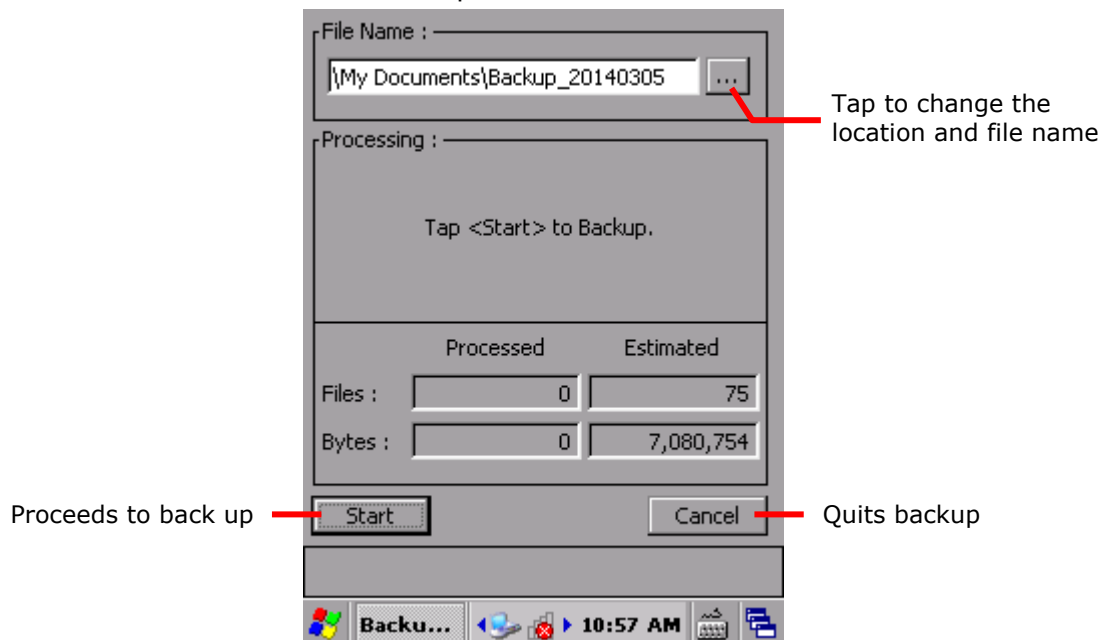 File Name :
\My Documents\Backup_20140305
...
Tap to change the
location and file name
Processing :
Tap <Start> to Backup.
Processed Estimated
Files : 0 75
Bytes : 0 7,080,754
Proceeds to back up Start Cancel Quits backup
Backu... 10:57 AM